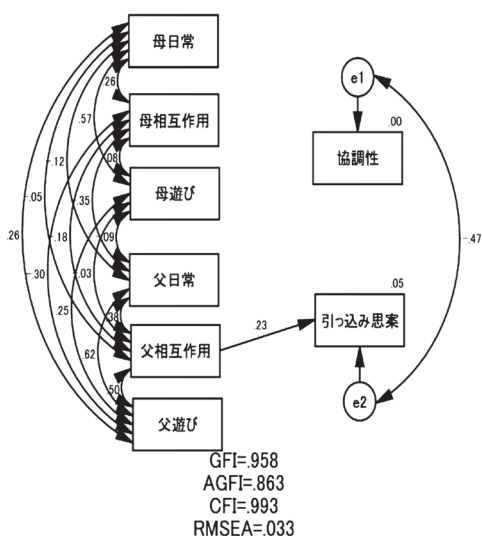 母日常
.26
母相互作用
.57
.08
.12
母遊び
.05
.35
.26
.18
.09
.30
.03
父日常
.25
.38
.62
父相互作用
.50
父遊び
.23
e1
.00
協調性
-.47
.05
引っ込み思案
e2
GFI=.958
AGFI=.863
CFI=.993
RMSEA=.033